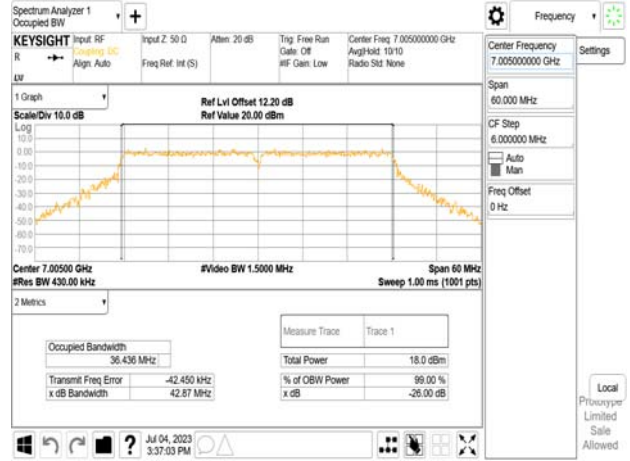 Spectrum Analyzer 1
Occupied BW
Frequency
KEYSIGHT
R
Input: RF
Coupling: DC
Align: Auto
Input Z: 50 Ω
Freq Ref: Int (S)
Atten: 20 dB
Trig: Free Run
Gate: Off
#IF Gain: Low
Center Freq: 7.005000000 GHz
Avg|Hold: 10/10
Radio Std: None
Center Frequency
7.005000000 GHz
Settings
Span
60.000 MHz
CF Step
6.000000 MHz
Auto
Man
Freq Offset
0 Hz
1 Graph
Scale/Div 10.0 dB
Ref Lvl Offset 12.20 dB
Ref Value 20.00 dBm
Log
10.0
0.00
-10.0
-20.0
-30.0
-40.0
-50.0
-60.0
-70.0
Center 7.00500 GHz
#Video BW 1.5000 MHz
Span 60 MHz
#Res BW 430.00 kHz
Sweep 1.00 ms (1001 pts)
2 Metrics
Measure Trace
Trace 1
Occupied Bandwidth
36.436 MHz
Total Power
18.0 dBm
Transmit Freq Error
-42.450 kHz
% of OBW Power
99.00 %
x dB Bandwidth
42.87 MHz
x dB
-26.00 dB
Local
Prototype
Limited
Sale
Allowed
?
Jul 04, 2023
3:37:03 PM